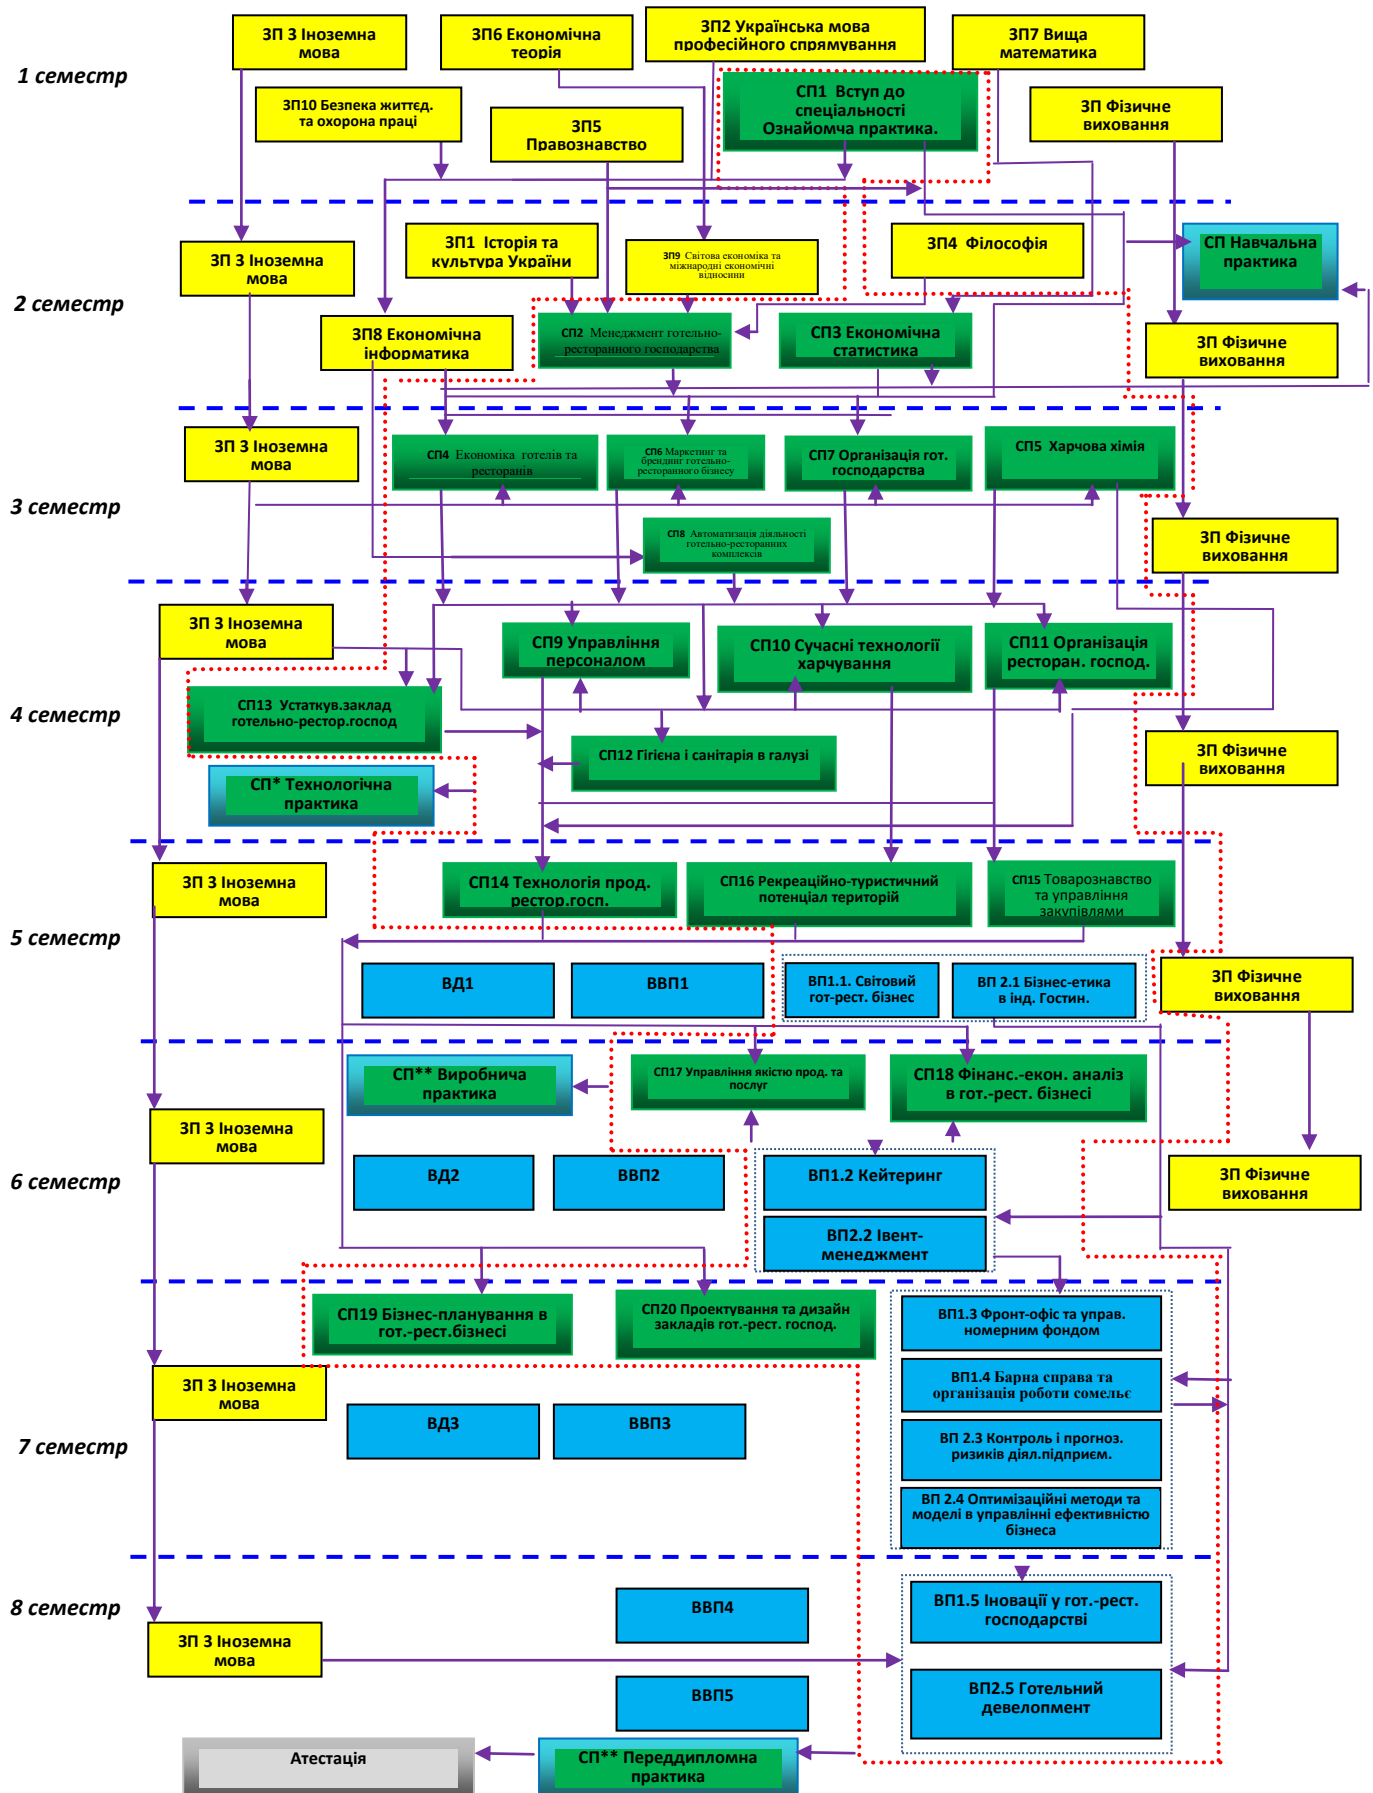 ЗП 3 Іноземна
мова
ЗП6 Економічна
теорія
ЗП2 Українська мова
професійного спрямування
ЗП7 Вища
математика
1 семестр
ЗП10 Безпека життєд.
та охорона праці
ЗП5
Правознавство
СП1 Вступ до
спеціальності
Ознайомча практика.
ЗП Фізичне
виховання
ЗП 3 Іноземна
мова
ЗП1 Історія та
культура України
ЗП9 Світова економіка та
міжнародні економічні
відносини
ЗП4 Філософія
СП Навчальна
практика
2 семестр
ЗП8 Економічна
інформатика
СП2 Менеджмент готельно-
ресторанного господарства
СП3 Економічна
статистика
ЗП Фізичне
виховання
ЗП 3 Іноземна
мова
СП4 Економіка готелів та
ресторанів
СП6 Маркетинг та
брендинг готельно-
ресторанного бізнесу
СП7 Організація гот.
господарства
СП5 Харчова хімія
3 семестр
СП8 Автоматизація діяльності
готельно-ресторанних
комплексів
ЗП Фізичне
виховання
ЗП 3 Іноземна
мова
СП9 Управління
персоналом
СП10 Сучасні технології
харчування
СП11 Організація
ресторан. господ.
4 семестр
СП13 Устаткув.заклад
готельно-рестор.господ
СП12 Гігієна і санітарія в галузі
ЗП Фізичне
виховання
СП* Технологічна
практика
ЗП 3 Іноземна
мова
СП14 Технологія прод.
рестор.госп.
СП16 Рекреаційно-туристичний
потенціал територій
СП15 Товарознавство
та управління
закупівлями
5 семестр
ВД1
ВВП1
ВП1.1. Світовий
гот-рест. бізнес
ВП 2.1 Бізнес-етика
в інд. Гостин.
ЗП Фізичне
виховання
СП** Виробнича
практика
СП17 Управління якістю прод. та
послуг
СП18 Фінанс.-екон. аналіз
в гот.-рест. бізнесі
ЗП 3 Іноземна
мова
6 семестр
ВД2
ВВП2
ВП1.2 Кейтеринг
ЗП Фізичне
виховання
ВП2.2 Івент-
менеджмент
СП19 Бізнес-планування в
гот.-рест.бізнесі
СП20 Проектування та дизайн
закладів гот.-рест. господ.
ВП1.3 Фронт-офіс та управ.
номерним фондом
ЗП 3 Іноземна
мова
ВП1.4 Барна справа та
організація роботи сомельє
7 семестр
ВД3
ВВП3
ВП 2.3 Контроль і прогноз.
ризиків діял.підприєм.
ВП 2.4 Оптимізаційні методи та
моделі в управлінні ефективністю
бізнеса
8 семестр
ВВП4
ВП1.5 Іновації у гот.-рест.
господарстві
ЗП 3 Іноземна
мова
ВВП5
ВП2.5 Готельний
девелопмент
Атестація
СП** Переддипломна
практика